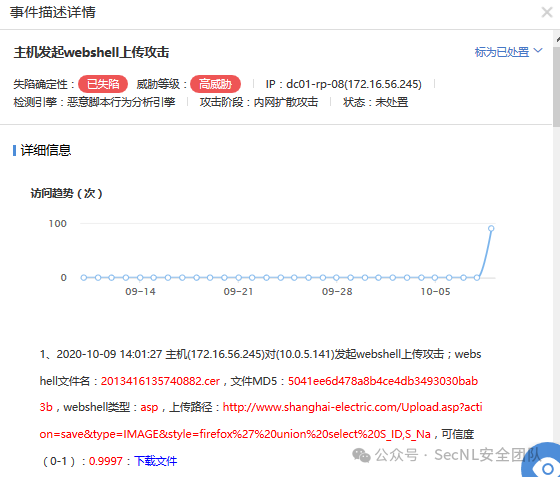 事件描述详情
主机发起webshell上传攻击 标为已处置
失陷确定性： 已失陷 威胁等级： 高威胁 IP：dc01-rp-08(172.16.56.245)
检测引擎：恶意脚本行为分析引擎 攻击阶段：内网扩散攻击 状态：未处置
详细信息
访问趋势（次）
100
0
09-14 09-21 09-28 10-05
1、2020-10-09 14:01:27 主机(172.16.56.245)对(10.0.5.141)发起webshell上传攻击；webs
hell文件名：2013416135740882.cer，文件MD5：5041ee6d478a8b4ce4db3493030bab
3b，webshell类型：asp，上传路径：http://www.shanghai-electric.com/Upload.asp?acti
on=save&type=IMAGE&style=firefox%27%20union%20select%20S_ID,S_Na，可信度
（0-1）：0.9997：下载文件
公众号 · SecNL安全团队